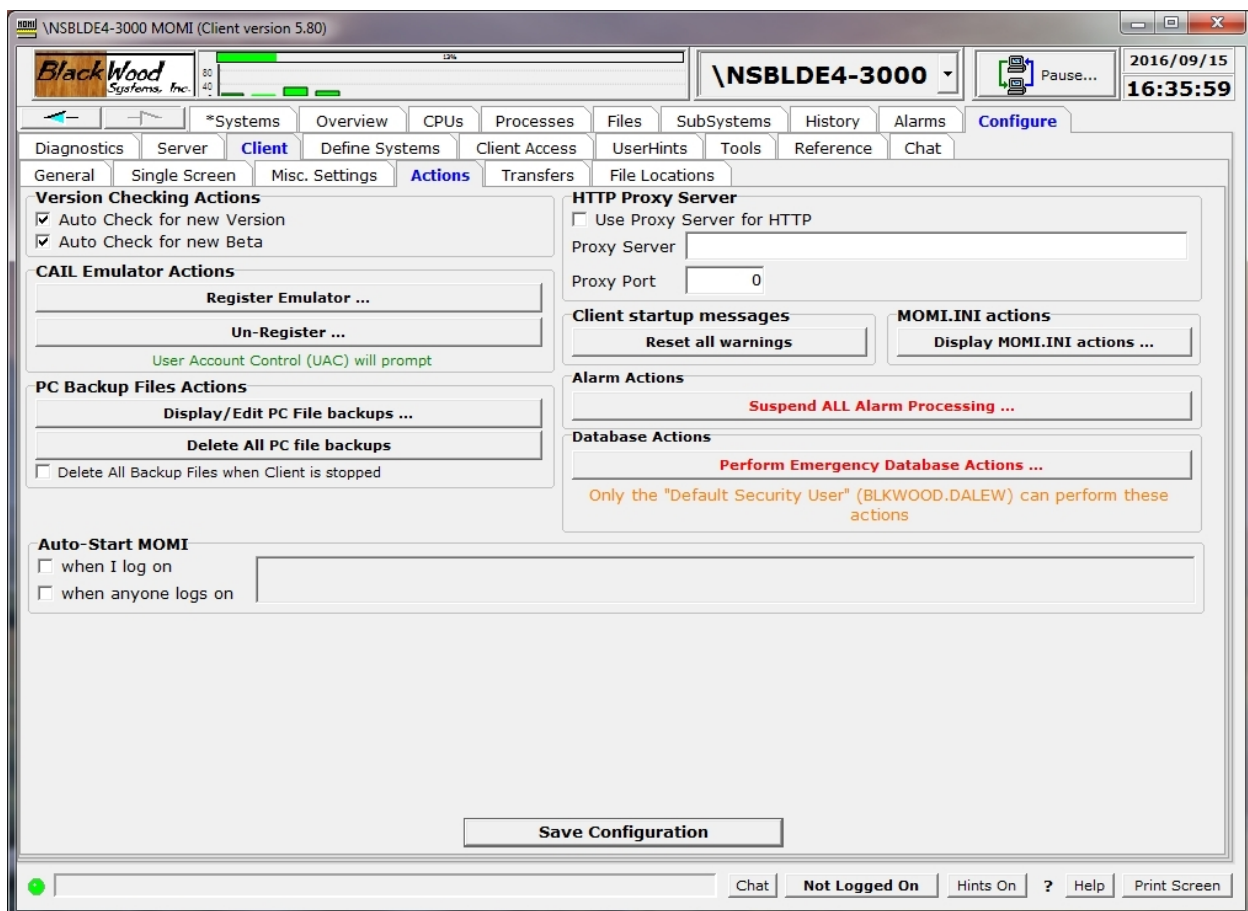 \NSBLDE4-3000 MOMI (Client version 5.80)
BlackWood
Systems, Inc.
80
40
13%
\NSBLDE4-3000
Pause...
2016/09/15
16:35:59
*Systems Overview CPUs Processes Files SubSystems History Alarms Configure
Diagnostics Server Client Define Systems Client Access UserHints Tools Reference Chat
General Single Screen Misc. Settings Actions Transfers File Locations
Version Checking Actions
Auto Check for new Version
Auto Check for new Beta
CAIL Emulator Actions
Register Emulator ...
Un-Register ...
User Account Control (UAC) will prompt
PC Backup Files Actions
Display/Edit PC File backups ...
Delete All PC file backups
Delete All Backup Files when Client is stopped
HTTP Proxy Server
Use Proxy Server for HTTP
Proxy Server
Proxy Port 0
Client startup messages
Reset all warnings
MOMI.INI actions
Display MOMI.INI actions ...
Alarm Actions
Suspend ALL Alarm Processing ...
Database Actions
Perform Emergency Database Actions ...
Only the "Default Security User" (BLKWOOD.DALEW) can perform these
actions
Auto-Start MOMI
when I log on
when anyone logs on
Save Configuration
Chat Not Logged On Hints On ? Help Print Screen